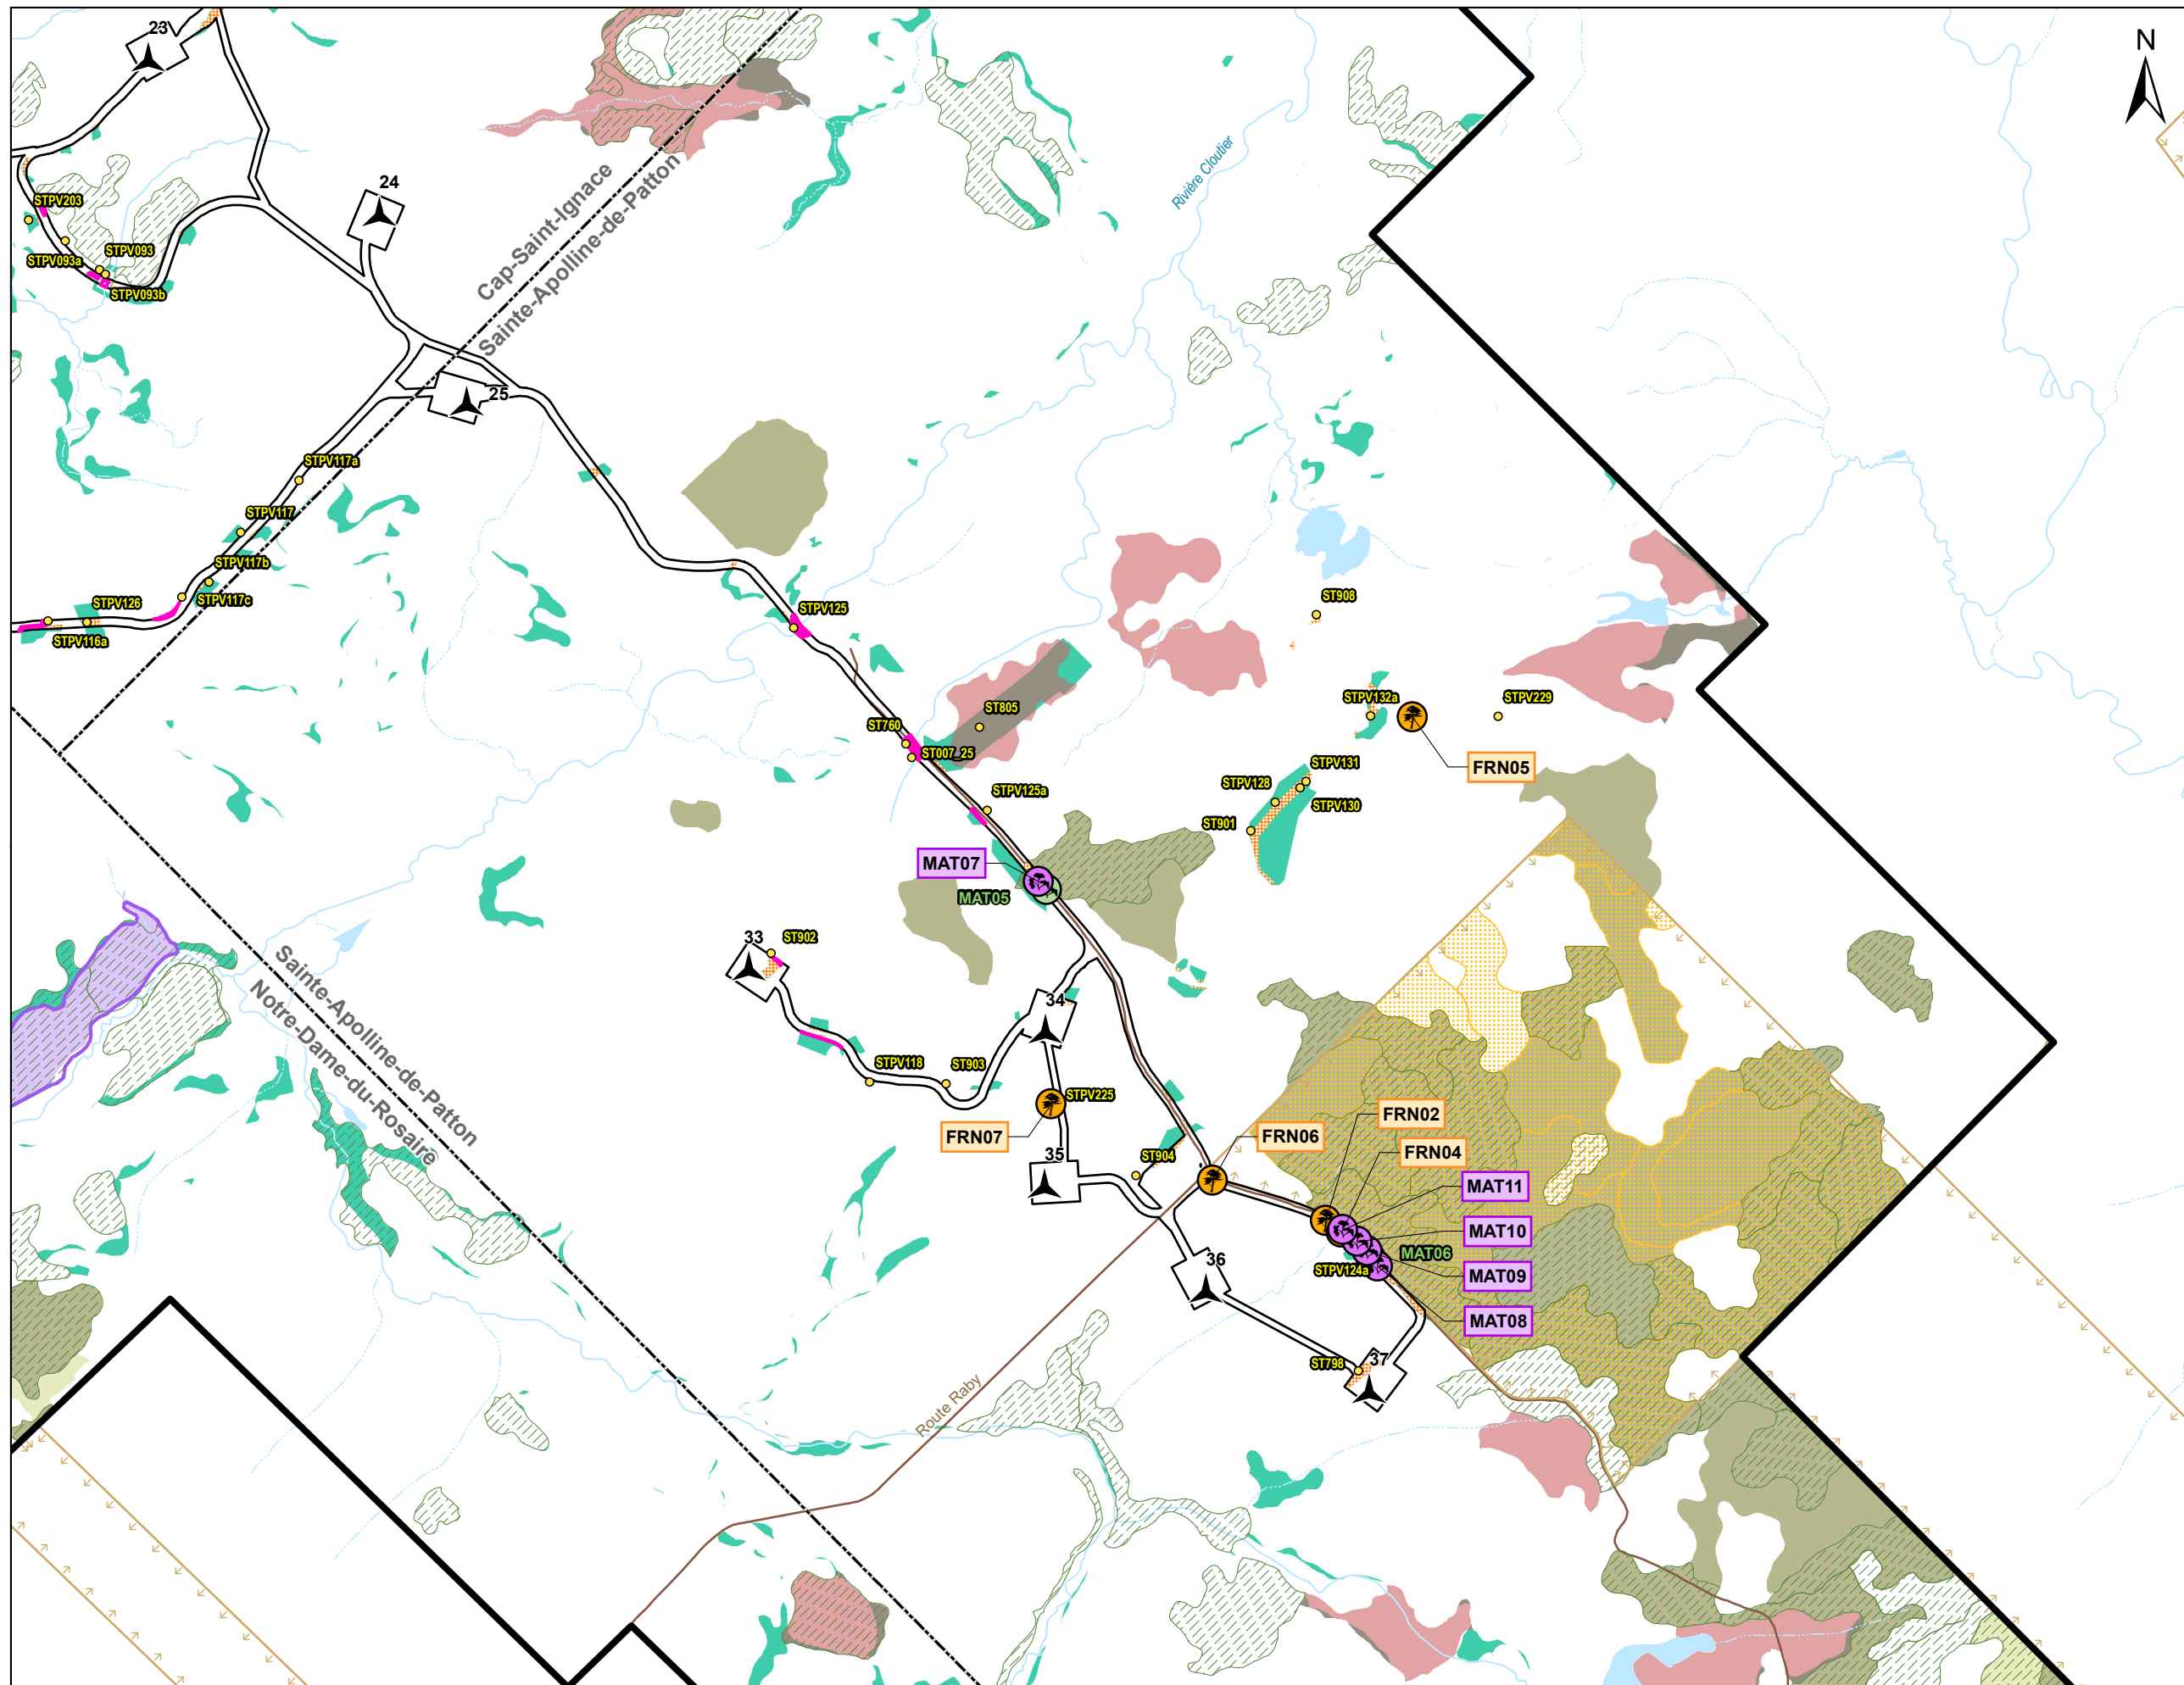 23
N
24
Cap-Saint-Ignace
Sainte-Apolline-de-Patton
Rivière Cloutier
STPV203
STPV093
STPV093a
STPV093b
25
STPV117a
STPV117
STPV117b
STPV117c
STPV126
STPV116a
STPV125
ST908
STPV132a
STPV229
ST805
ST760
ST007_25
FRN05
STPV131
STPV128
STPV130
STPV125a
ST901
MAT07
MAT05
33
ST902
34
Sainte-Apolline-de-Patton
Notre-Dame-du-Rosaire
STPV118
ST903
STPV225
FRN07
FRN02
FRN06
FRN04
35
ST904
MAT11
MAT10
MAT06
36
STPV124a
MAT09
MAT08
ST798
37
Route Raby